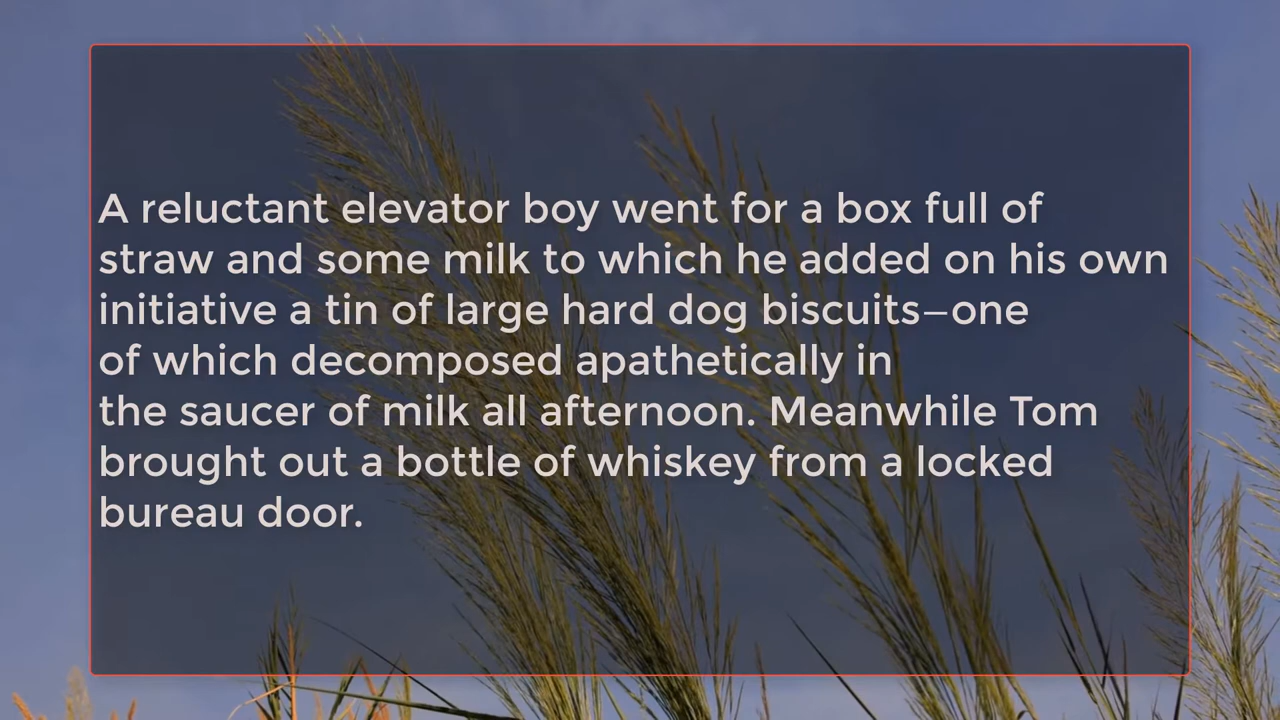 A reluctant elevator boy went for a box full of
straw and some milk to which he added on his own
initiative a tin of large hard dog biscuits—one
of which decomposed apathetically in
the saucer of milk all afternoon. Meanwhile Tom
brought out a bottle of whiskey from a locked
bureau door.